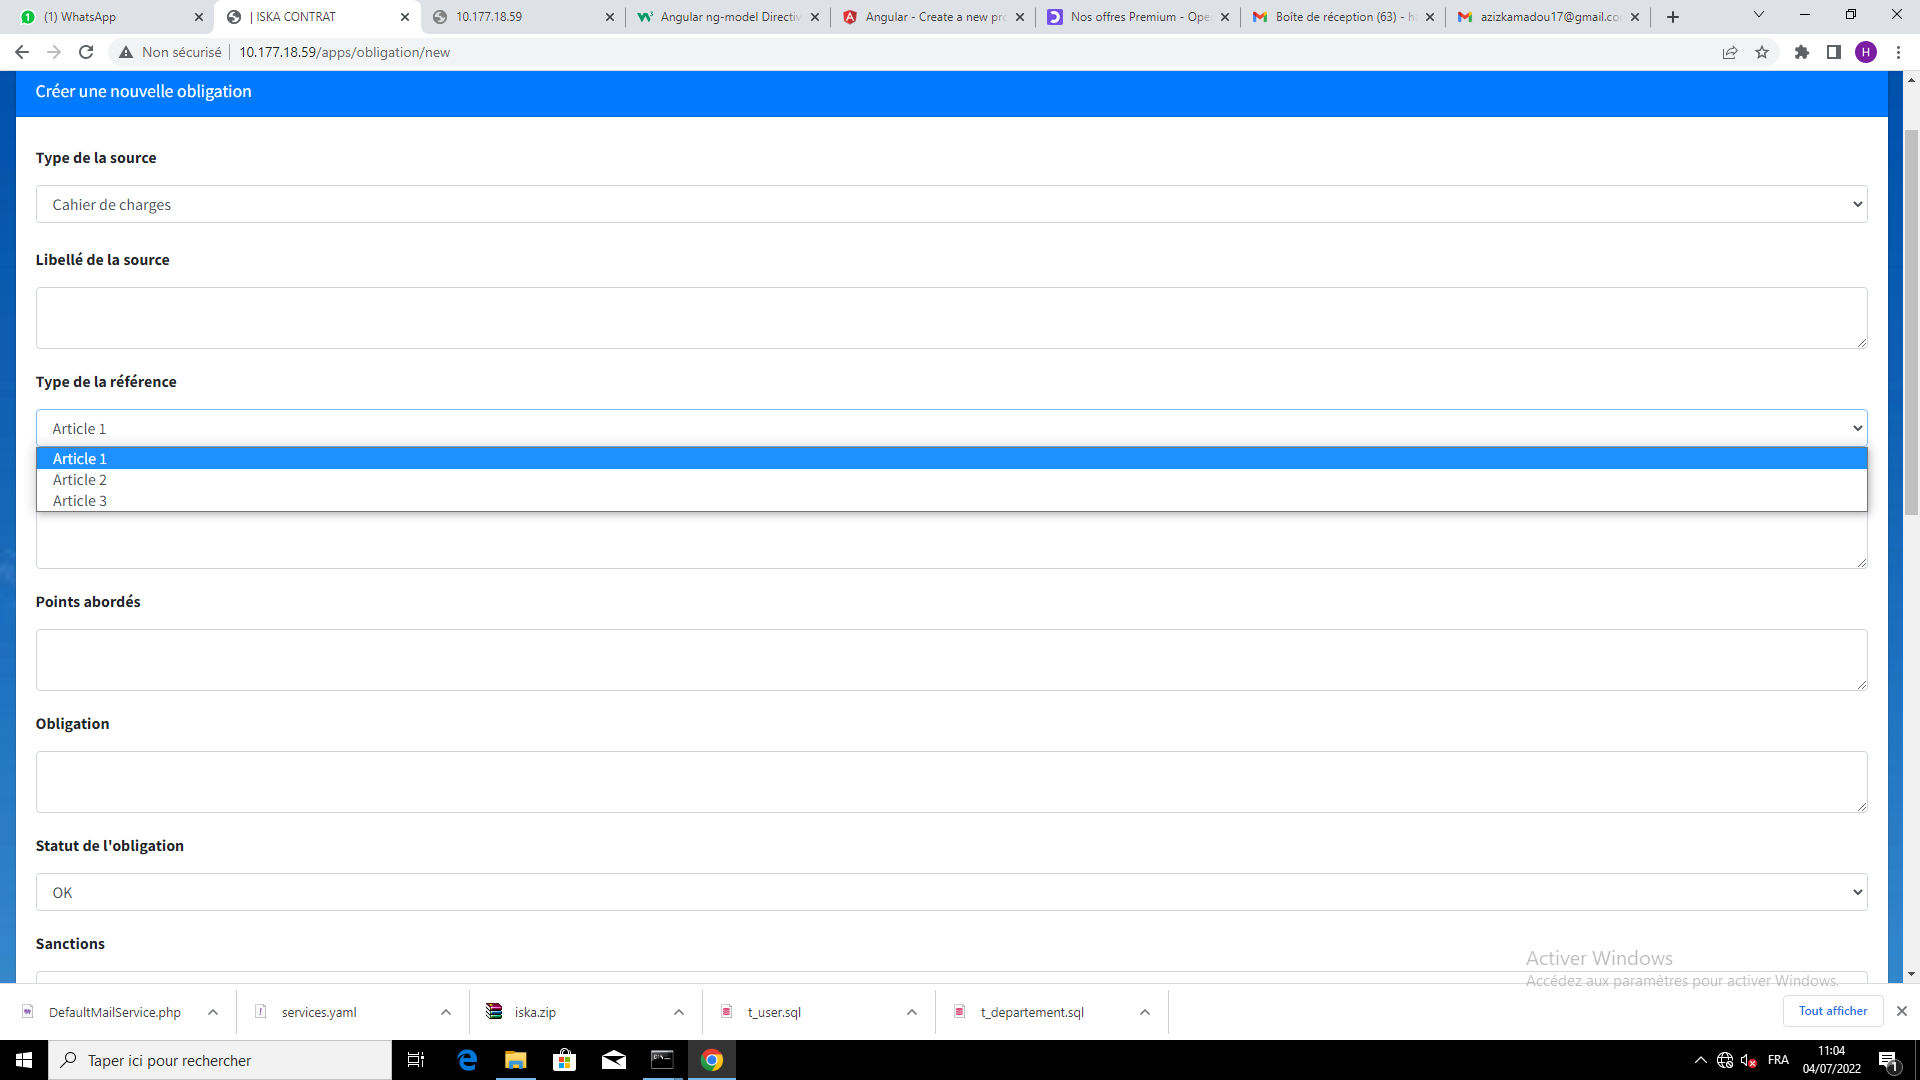 (1) WhatsApp
| ISKA CONTRAT
10.177.18.59
Angular ng-model Directiv
Angular - Create a new pro
Nos offres Premium - Ope
Boîte de réception (63) - ha
azizkamadou17@gmail.co
Non sécurisé
10.177.18.59/apps/obligation/new
H
Créer une nouvelle obligation
Type de la source
Cahier de charges
Libellé de la source
Type de la référence
Article 1
Article 1
Article 2
Article 3
Points abordés
Obligation
Statut de l'obligation
OK
Sanctions
Activer Windows
Accédez aux paramètres pour activer Windows.
DefaultMailService.php
services.yaml
iska.zip
t_user.sql
t_departement.sql
Tout afficher
Taper ici pour rechercher
FRA
11:04
04/07/2022
1